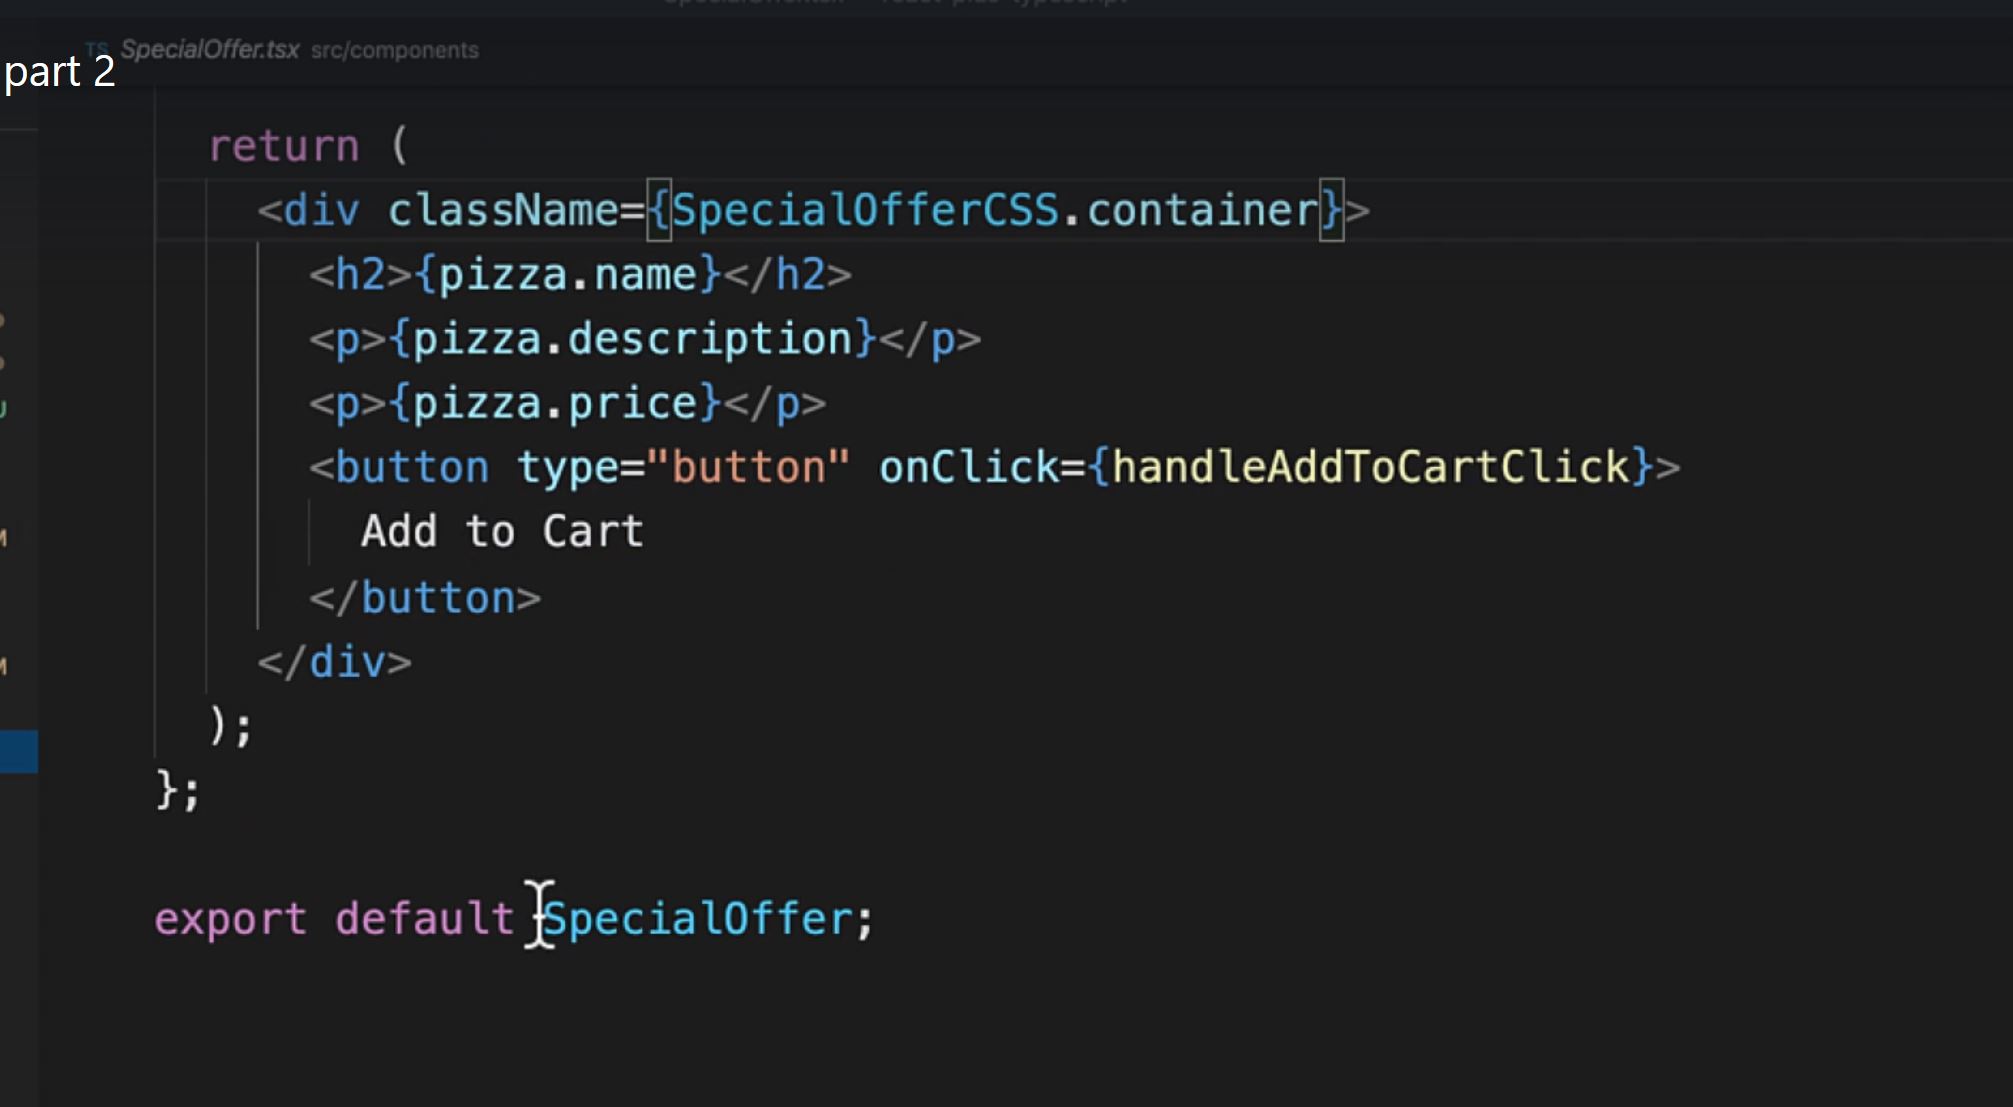 TS SpecialOffer.tsx src/components
part 2
return (
<div className={SpecialOfferCSS.container}>
<h2>{pizza.name}</h2>
<p>{pizza.description}</p>
<p>{pizza.price}</p>
<button type="button" onClick={handleAddToCartClick}>
Add to Cart
</button>
</div>
);
};
export default SpecialOffer;